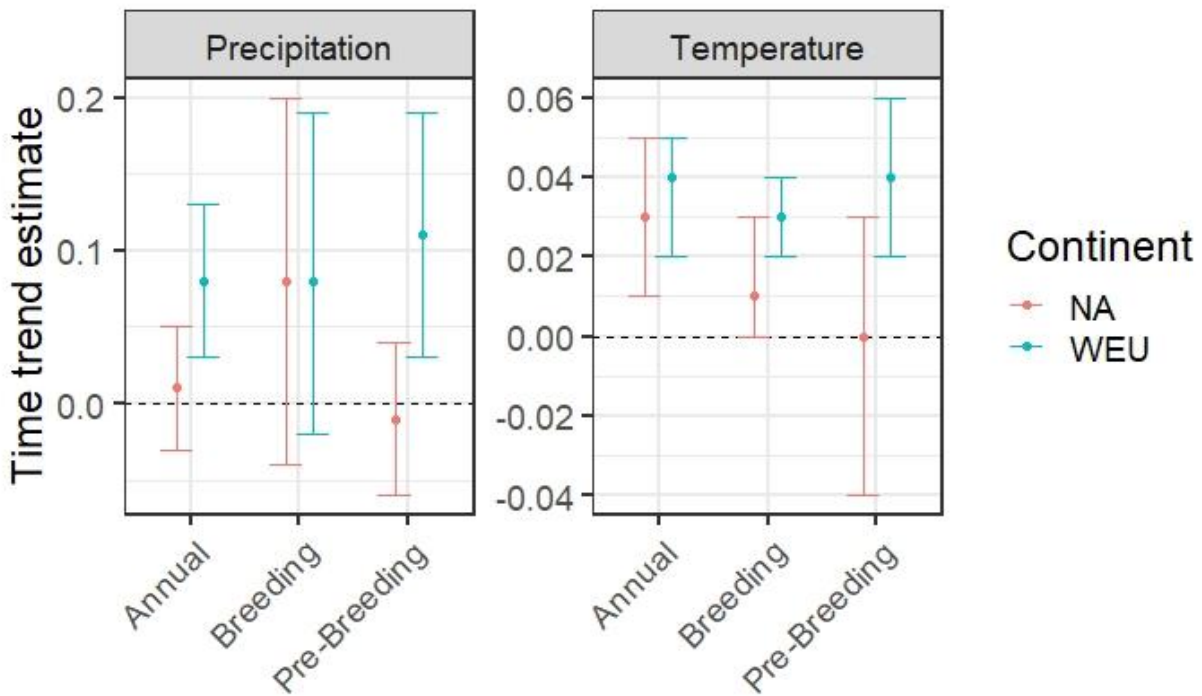 Precipitation
Temperature
Time trend estimate
0.2
0.1
0.0
0.06
0.04
0.02
0.00
-0.02
-0.04
Annual
Breeding
Pre-Breeding
Annual
Breeding
Pre-Breeding
Continent
NA
WEU